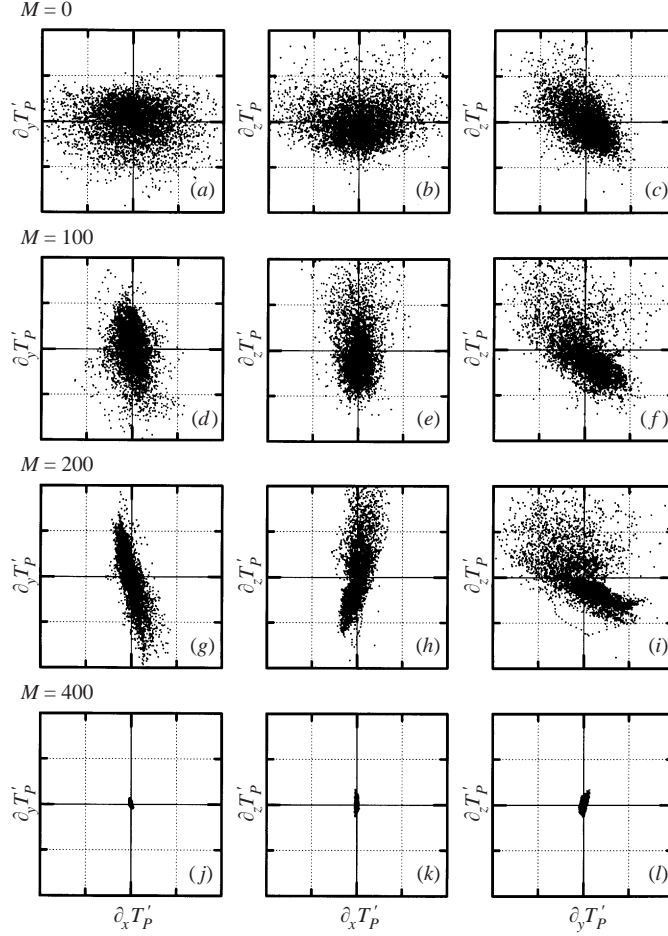 M = 0
∂yT′P
∂zT′P
∂zT′P
(a)
(b)
(c)
M = 100
∂yT′P
∂zT′P
∂zT′P
(d)
(e)
(f)
M = 200
∂yT′P
∂zT′P
∂zT′P
(g)
(h)
(i)
M = 400
∂yT′P
∂zT′P
∂zT′P
(j)
(k)
(l)
∂xT′P
∂xT′P
∂yT′P